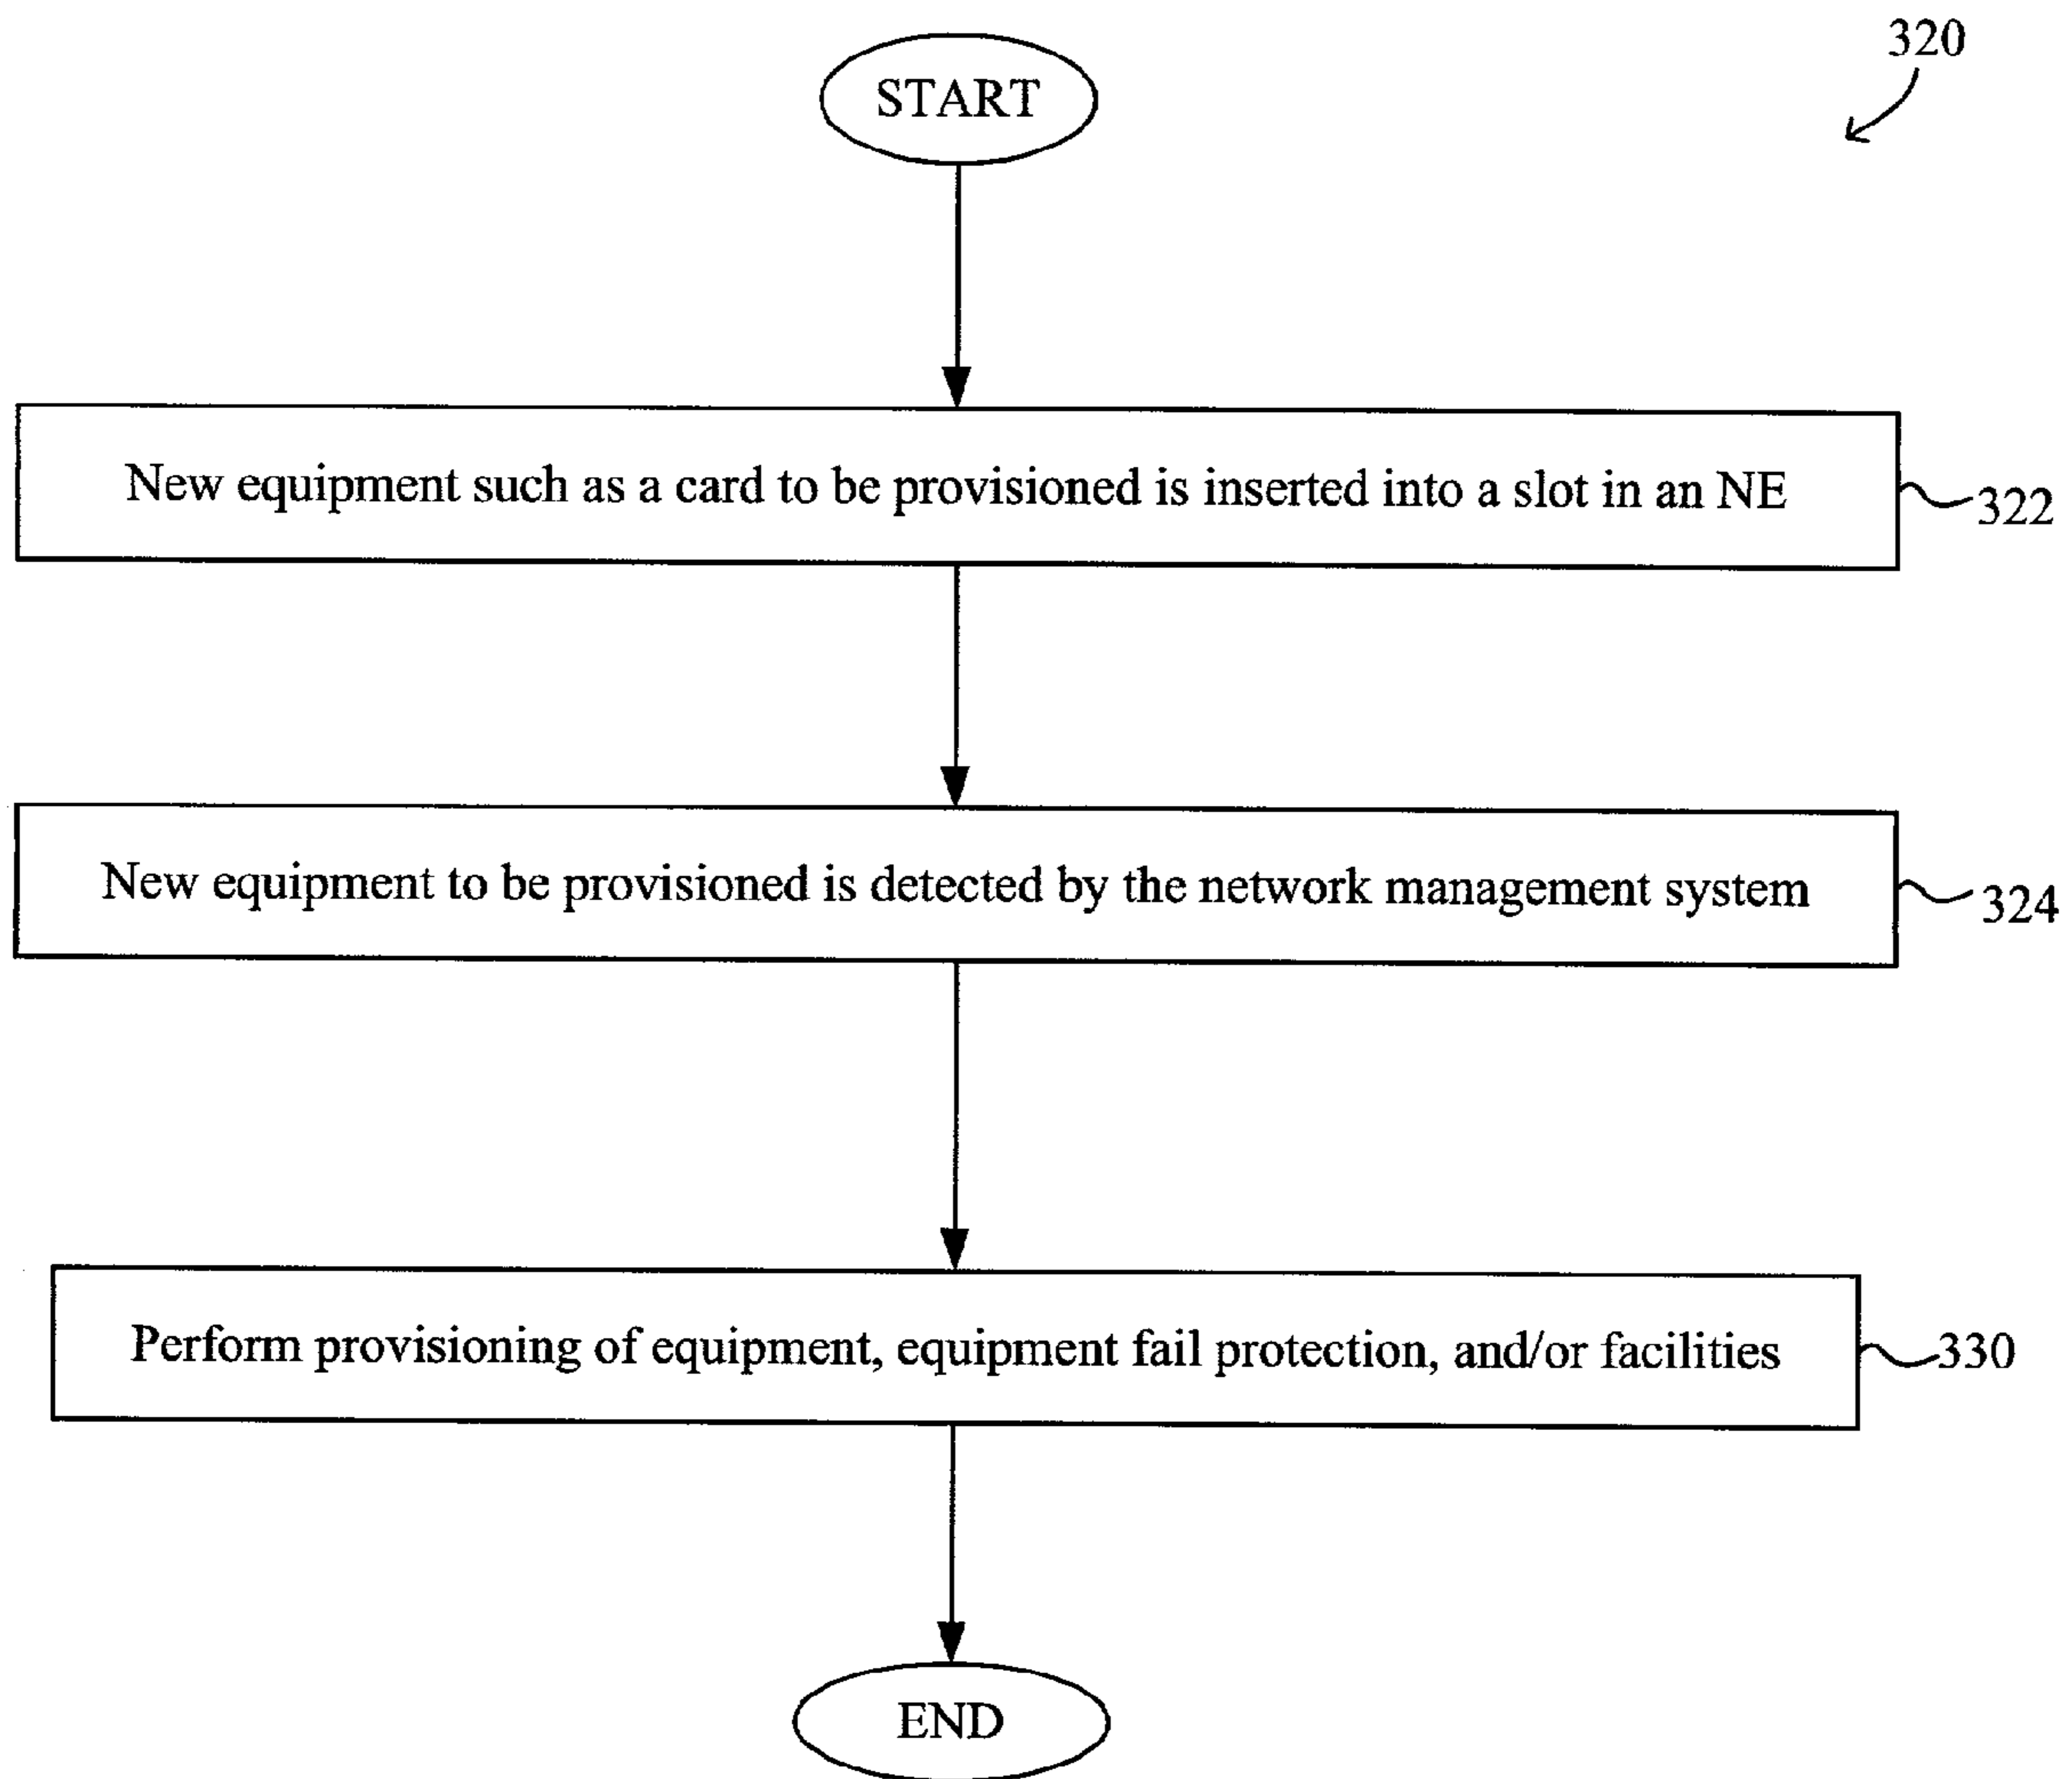 320
START
New equipment such as a card to be provisioned is inserted into a slot in an NE
322
New equipment to be provisioned is detected by the network management system
324
Perform provisioning of equipment, equipment fail protection, and/or facilities
330
END